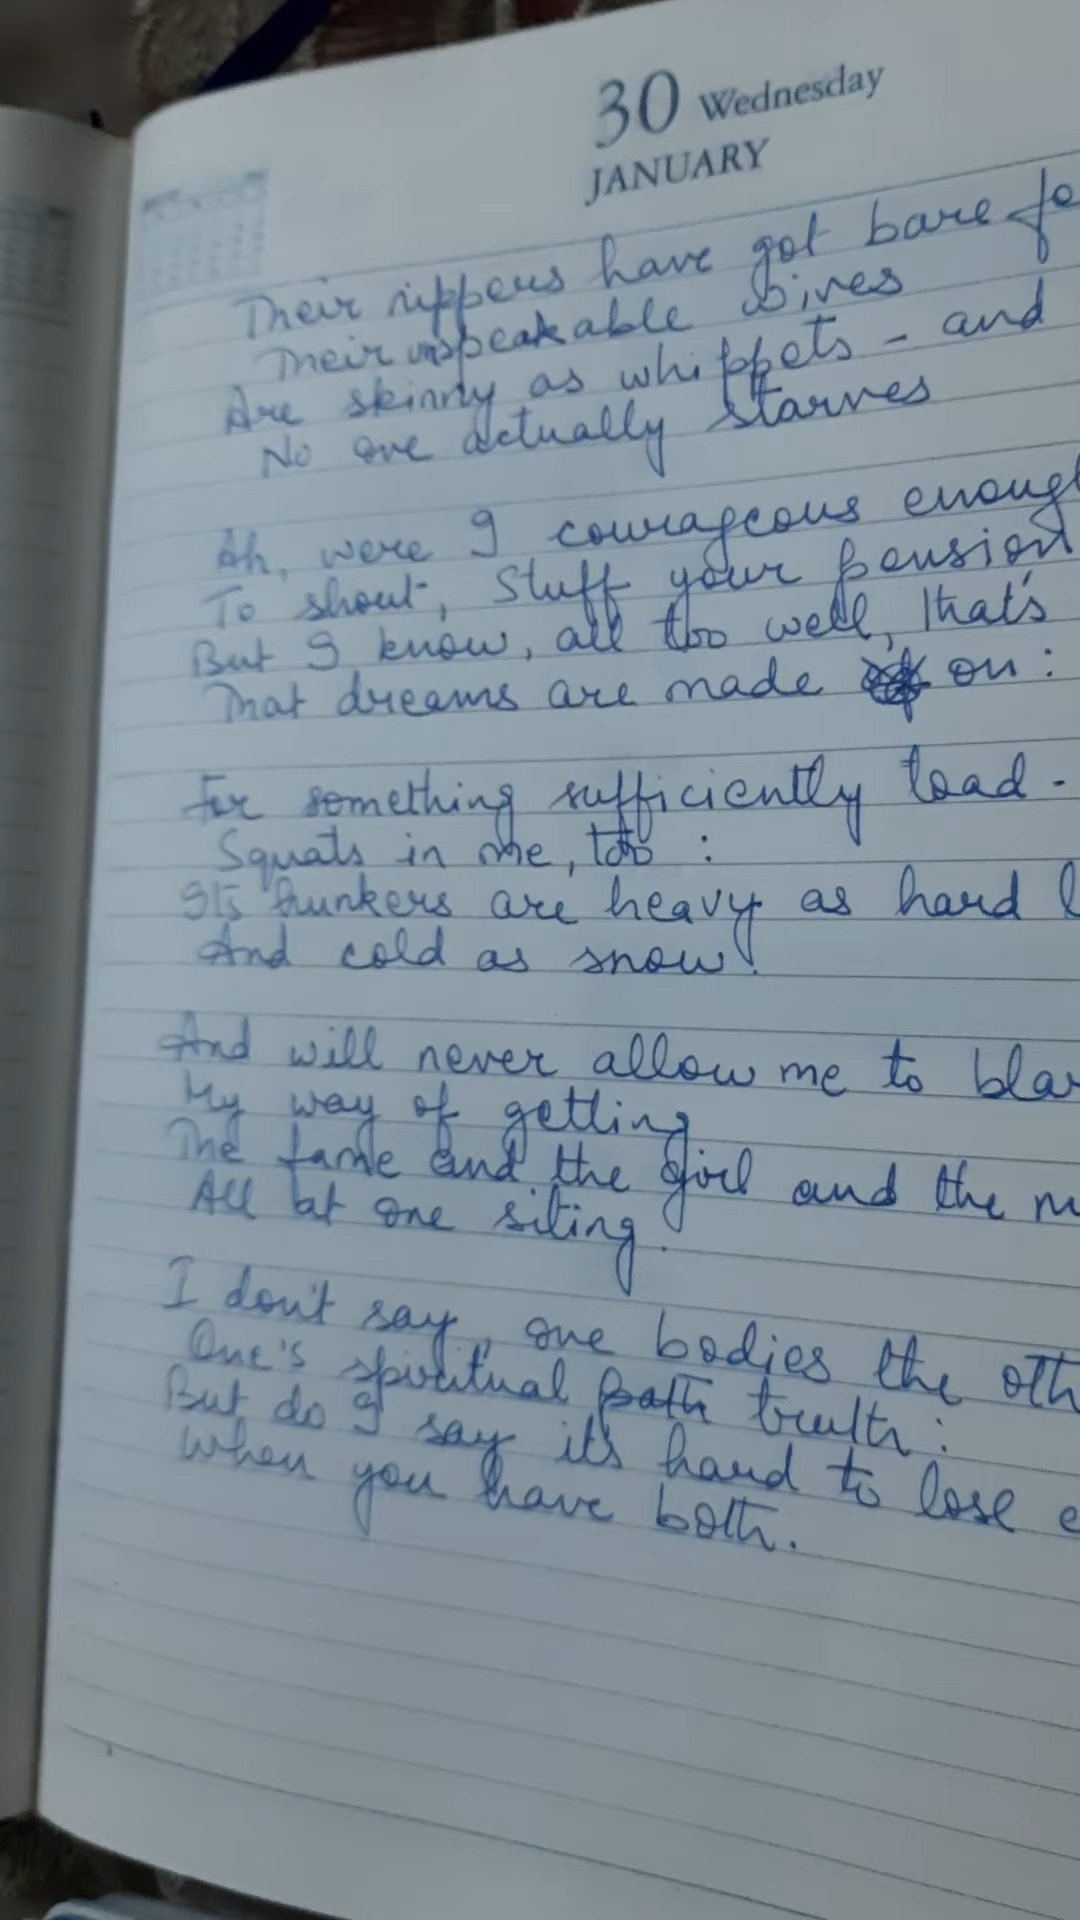 30 Wednesday
JANUARY
Their nippers have got bare fe
Their unspeakable wives
Are skinny as whippets - and
No one actually starves
Ah, were I courageous enough
To shout, Stuff your pension
But I know, all too well, that's
That dreams are made on:
For something sufficiently toad -
Squats in me, too :
Its hunkers are heavy as hard l
And cold as snow.
And will never allow me to blar
My way of getting
The fame and the girl and the m
All at one siting.
I don't say, one bodies the oth
One's spiritual truth :
But do I say it's hard to lose e
When you have both.